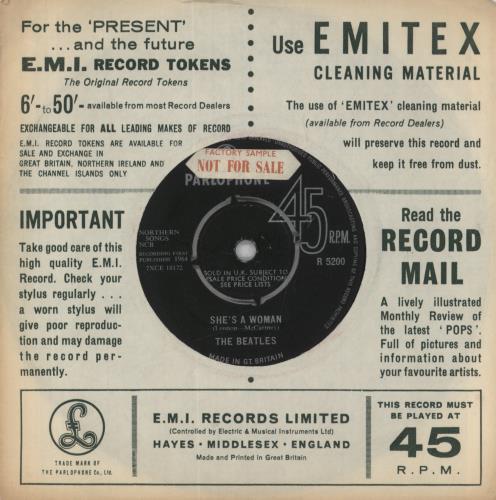 For the 'PRESENT'
...and the future
E.M.I. RECORD TOKENS
The Original Record Tokens
6'- to 50'- available from most Record Dealers
EXCHANGEABLE FOR ALL LEADING MAKES OF RECORD
E.M.I. RECORD TOKENS ARE AVAILABLE FOR
SALE AND EXCHANGE IN
GREAT BRITAIN, NORTHERN IRELAND AND
THE CHANNEL ISLANDS ONLY
Use EMITEX
CLEANING MATERIAL
The use of 'EMITEX' cleaning material
(available from Record Dealers)
will preserve this record and
keep it free from dust.
FACTORY SAMPLE
NOT FOR SALE
PARLOPHONE
45
R.P.M.
R 5200
NORTHERN
SONGS
NCB
RECORDING FIRST
PUBLISHED 1964
7XCE 18172
SOLD IN U.K. SUBJECT TO
RESALE PRICE CONDITIONS
SEE PRICE LISTS
SHE'S A WOMAN
(Lennon—McCartney)
THE BEATLES
MADE IN GT. BRITAIN
IMPORTANT
Take good care of this
high quality E.M.I.
Record. Check your
stylus regularly . . .
a worn stylus will
give poor reproduc-
tion and may damage
the record per-
manently.
Read the
RECORD
MAIL
A lively illustrated
Monthly Review of
the latest 'POPS'.
Full of pictures and
information about
your favourite artists.
£
TRADE MARK OF
THE PARLOPHONE Co., Ltd.
E.M.I. RECORDS LIMITED
(Controlled by Electric & Musical Industries Ltd)
HAYES • MIDDLESEX • ENGLAND
Made and Printed in Great Britain
THIS RECORD MUST
BE PLAYED AT
45
R.P.M.